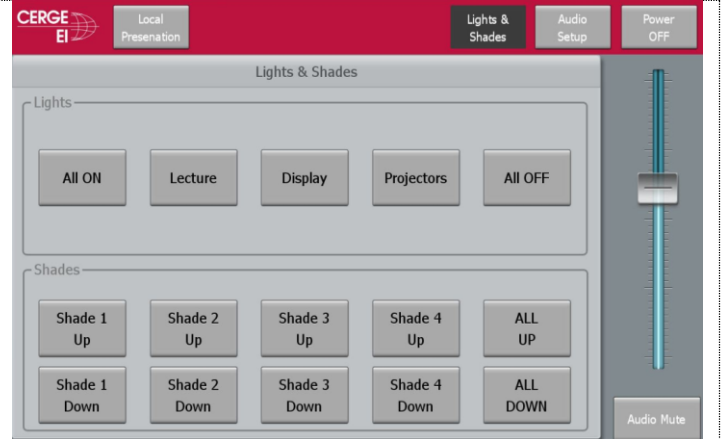 CERGE
EI
Local
Presenation
Lights &
Shades
Audio
Setup
Power
OFF
Lights & Shades
Lights
All ON
Lecture
Display
Projectors
All OFF
Shades
Shade 1
Up
Shade 2
Up
Shade 3
Up
Shade 4
Up
ALL
UP
Shade 1
Down
Shade 2
Down
Shade 3
Down
Shade 4
Down
ALL
DOWN
Audio Mute